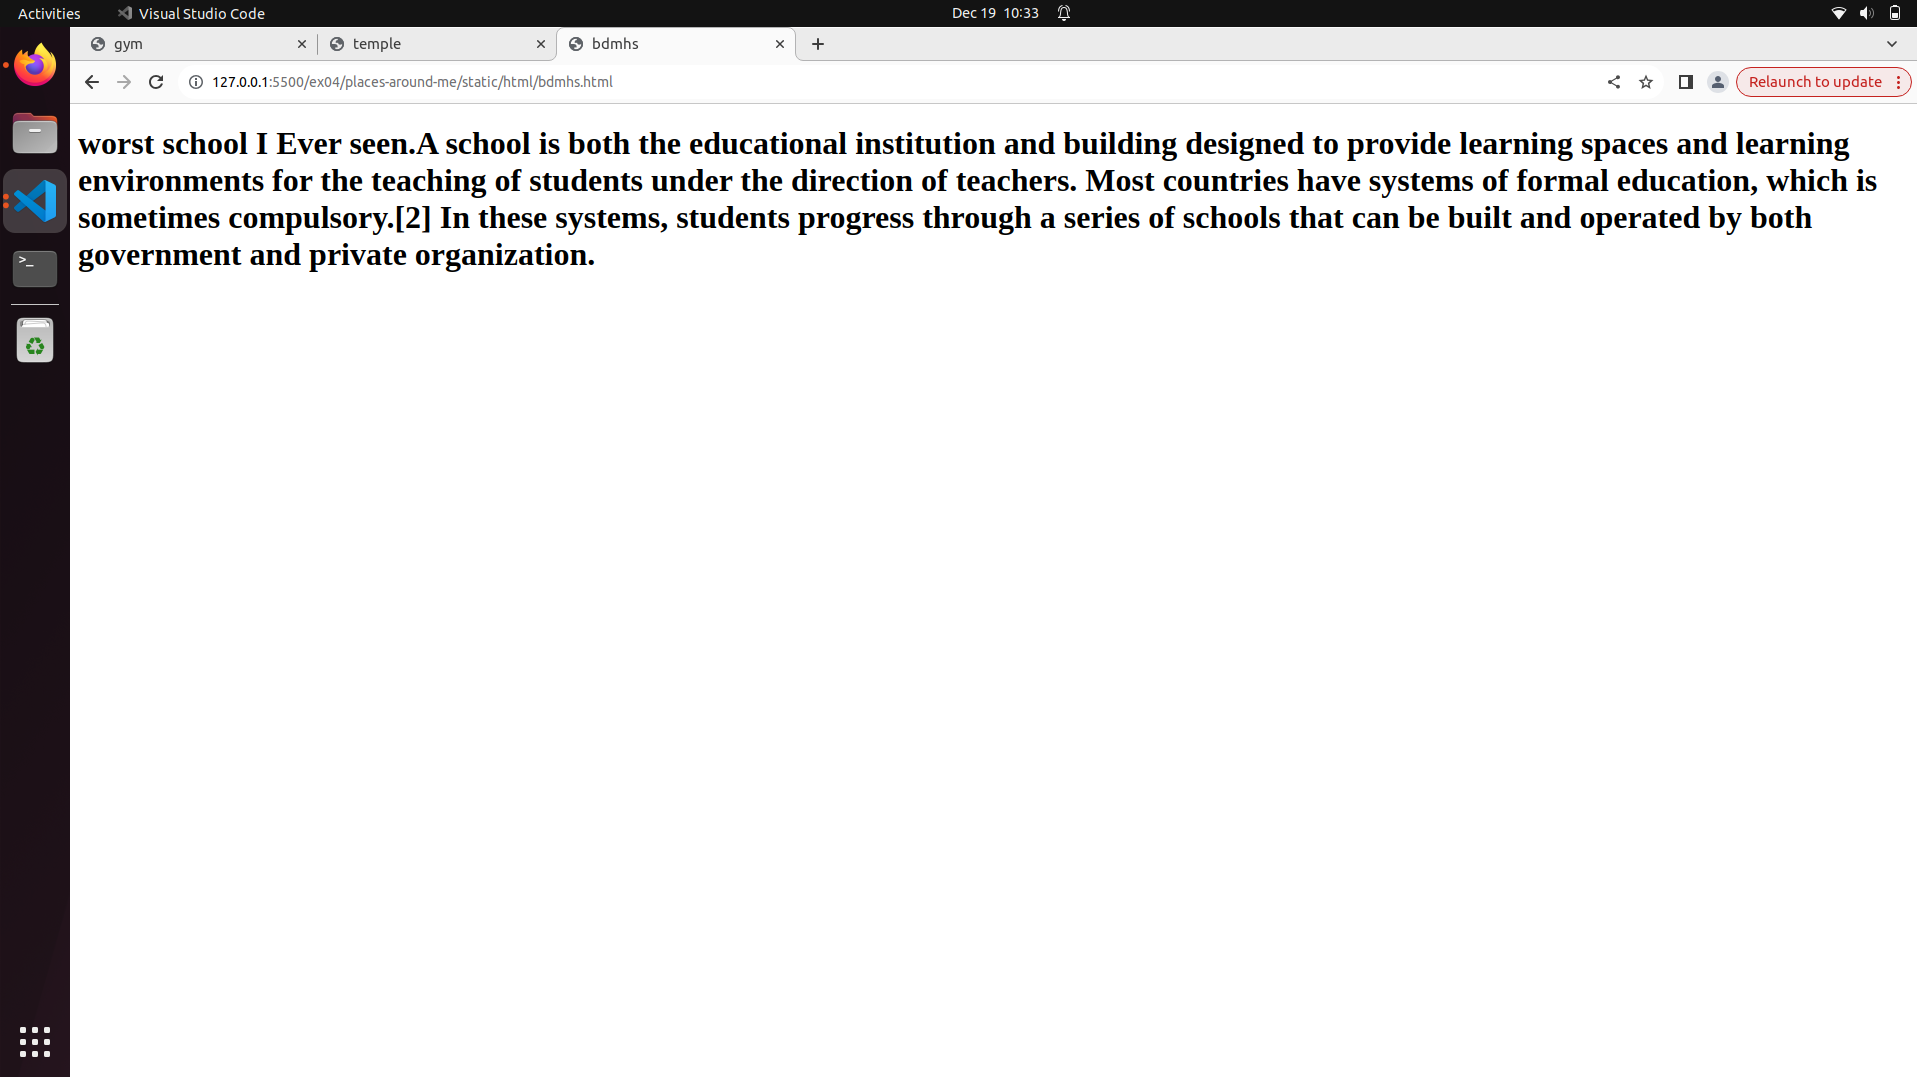 Activities Visual Studio Code Dec 19 10:33
gym temple bdmhs
127.0.0.1:5500/ex04/places-around-me/static/html/bdmhs.html Relaunch to update
worst school I Ever seen.A school is both the educational institution and building designed to provide learning spaces and learning
environments for the teaching of students under the direction of teachers. Most countries have systems of formal education, which is
sometimes compulsory.[2] In these systems, students progress through a series of schools that can be built and operated by both
government and private organization.